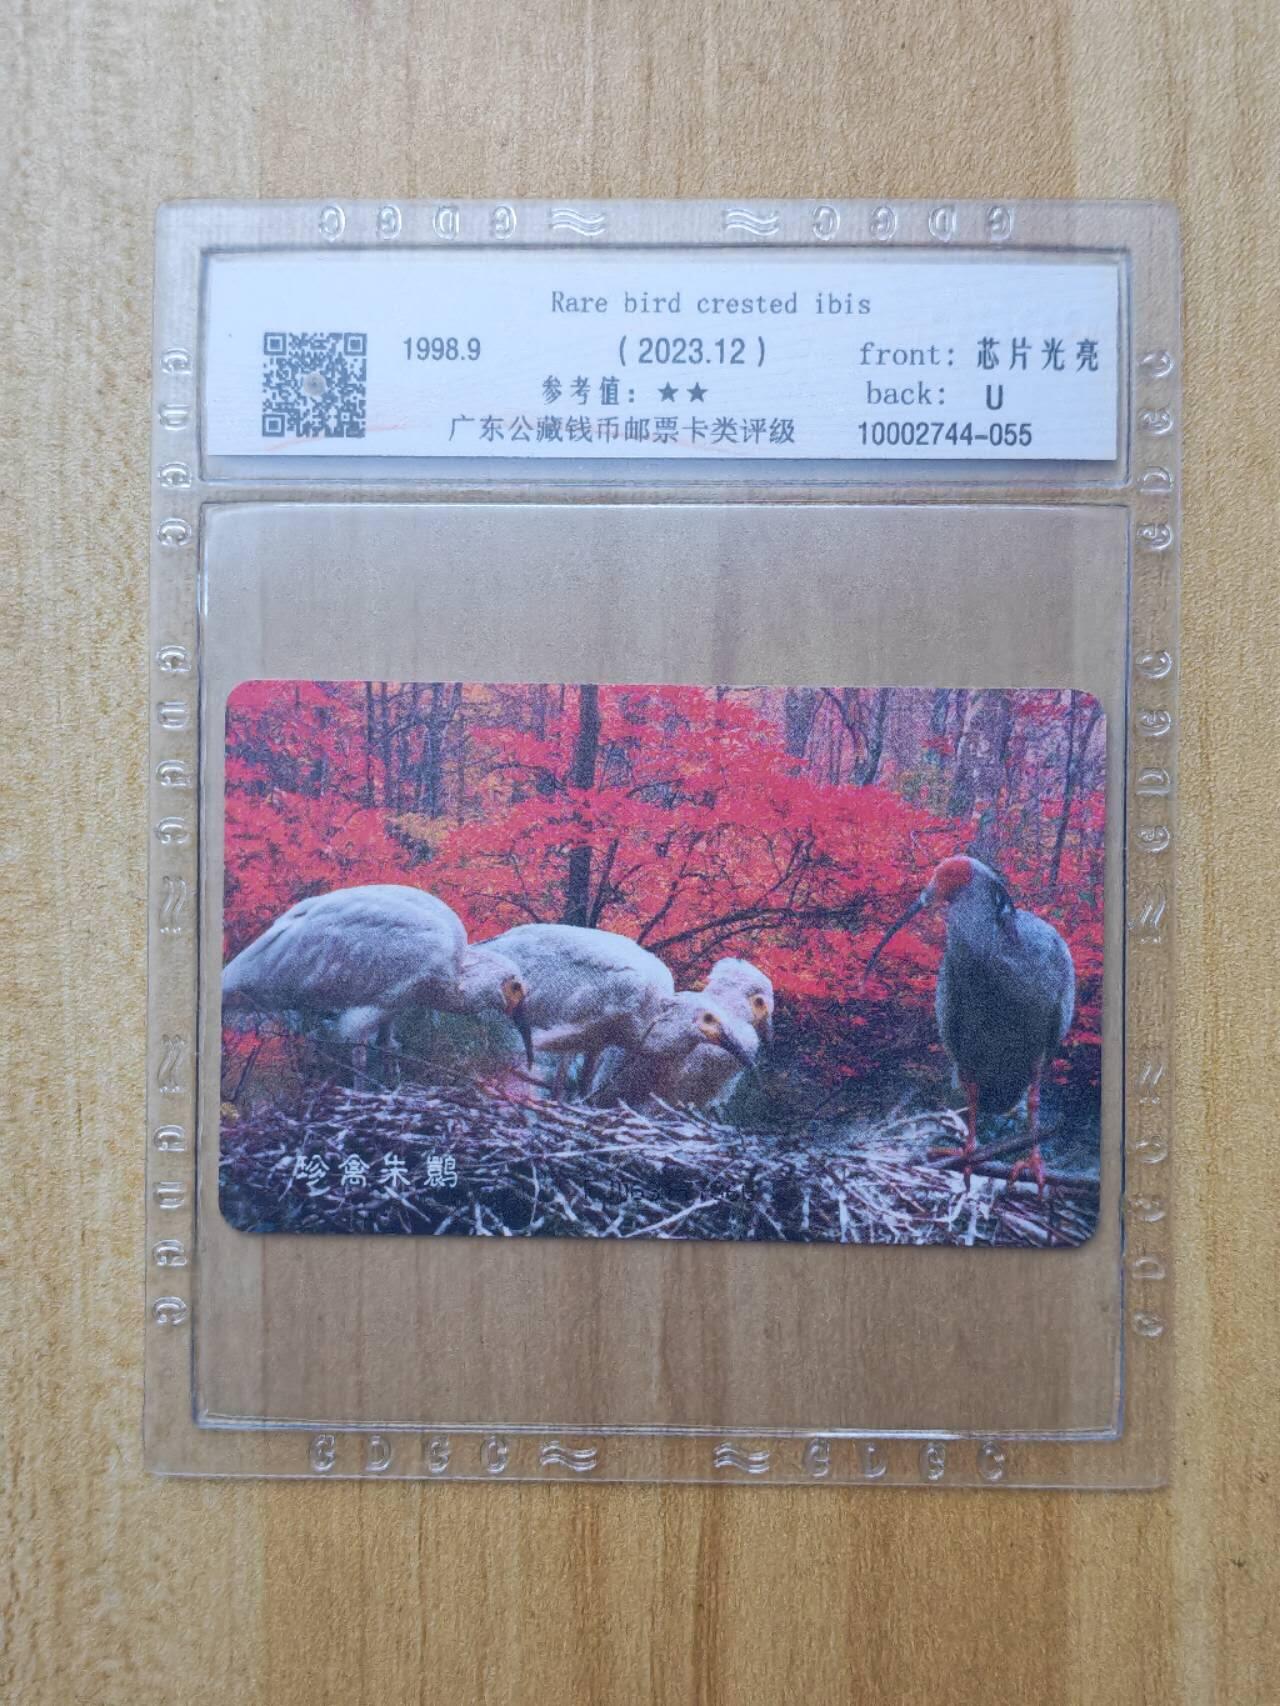 G D G C
C G D G
Rare bird crested ibis
1998.9 (2023.12) front: 芯片光亮
参考值: ★★ back: U
广东公藏钱币邮票卡类评级 10002744-055
珍禽朱鹮
G D G C
G D G C